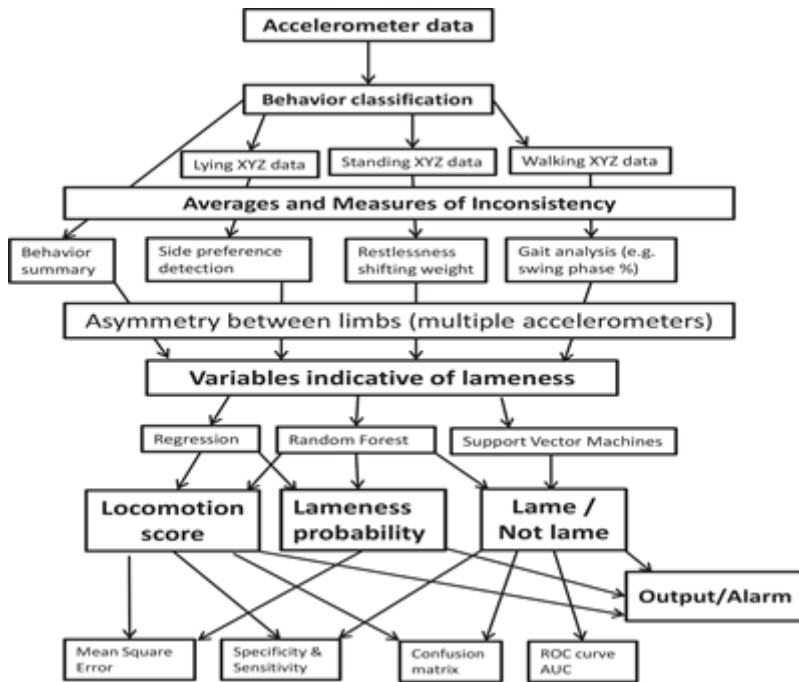 Accelerometer data
Behavior classification
Lying XYZ data
Standing XYZ data
Walking XYZ data
Averages and Measures of Inconsistency
Behavior
summary
Side preference
detection
Restlessness
shifting weight
Gait analysis (e.g.
swing phase %)
Asymmetry between limbs (multiple accelerometers)
Variables indicative of lameness
Regression
Random Forest
Support Vector Machines
Locomotion
score
Lameness
probability
Lame /
Not lame
Output/Alarm
Mean Square
Error
Specificity &
Sensitivity
Confusion
matrix
ROC curve
AUC